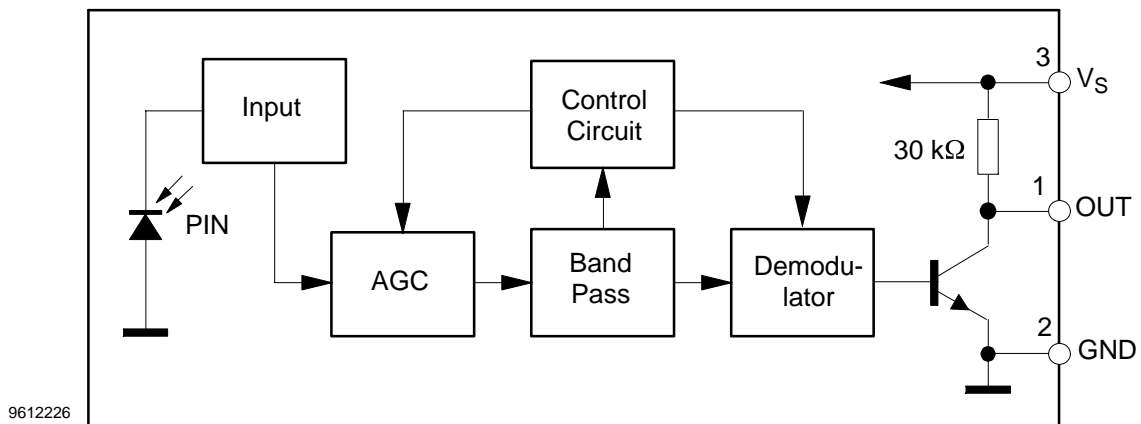 Input
Control
Circuit
3
V_S
30 kΩ
1
OUT
PIN
AGC
Band
Pass
Demodu-
lator
2
GND
9612226